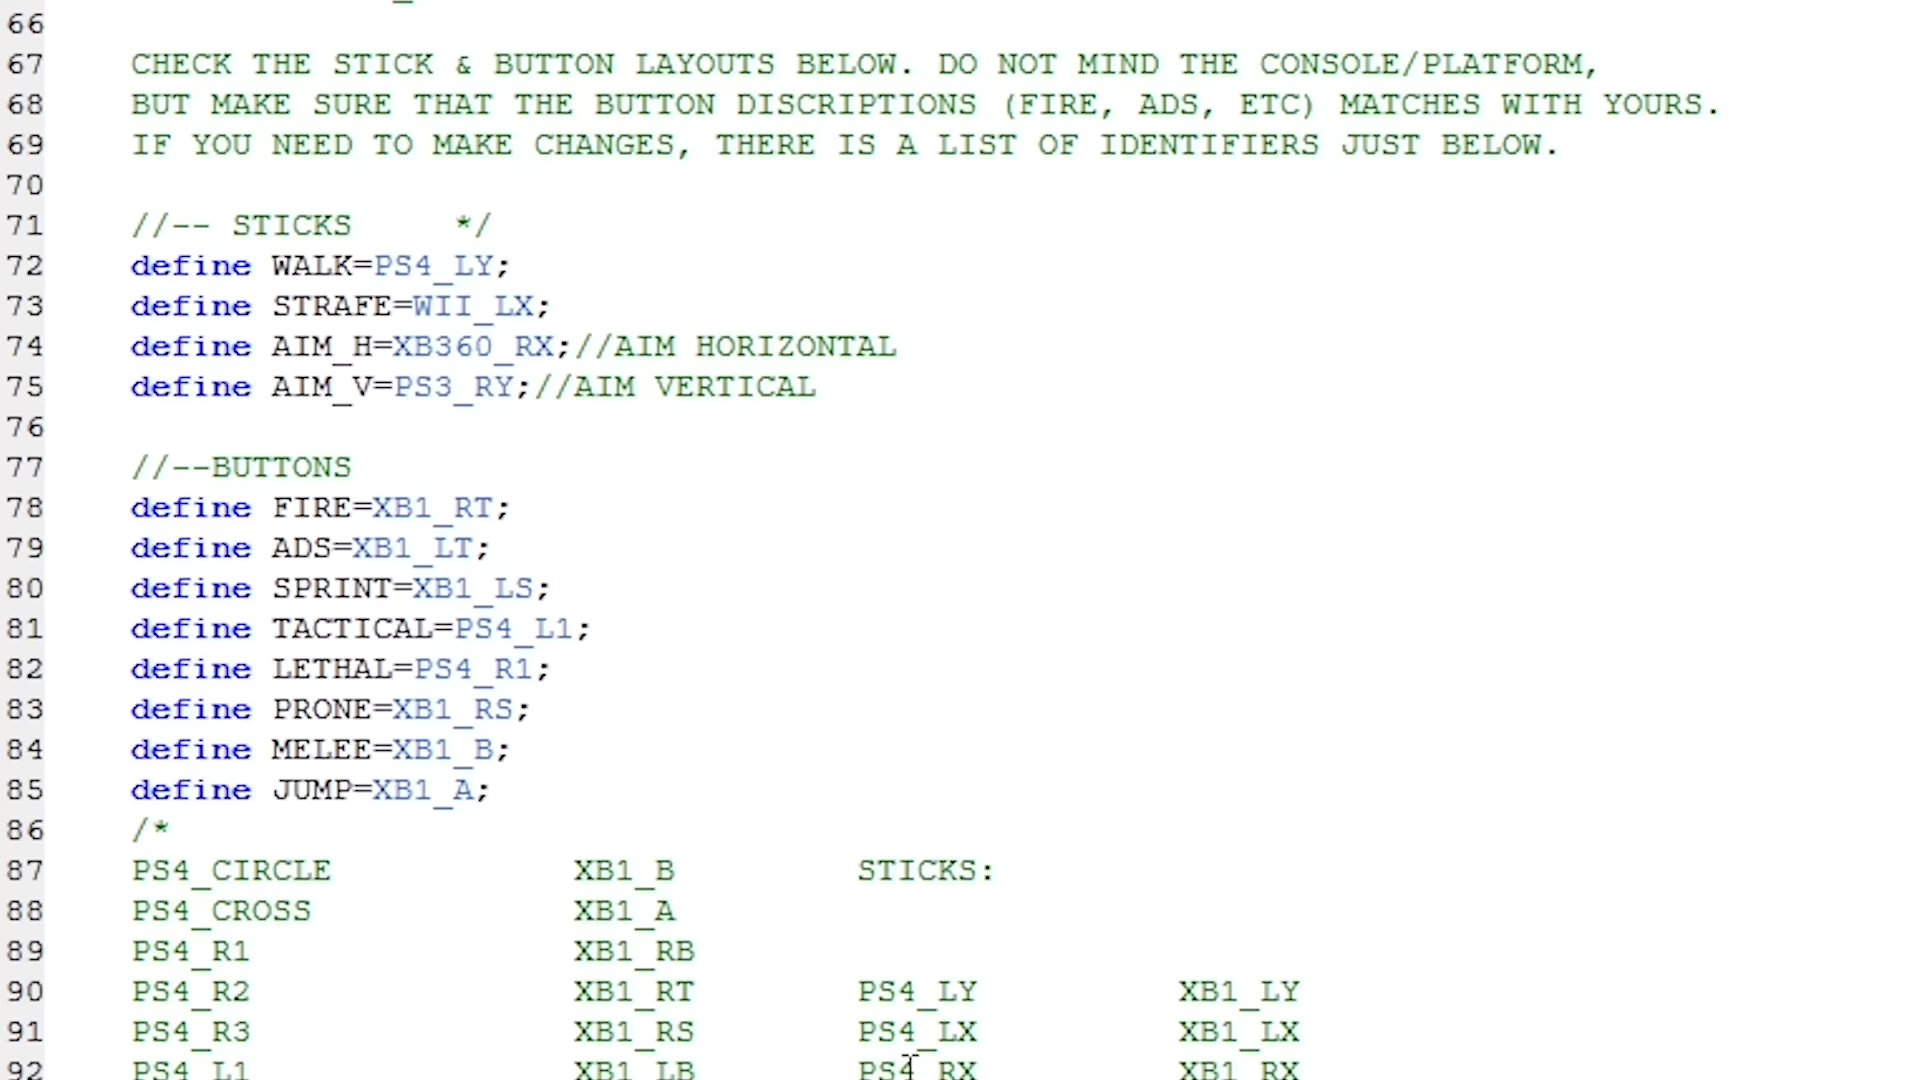 66
67 CHECK THE STICK & BUTTON LAYOUTS BELOW. DO NOT MIND THE CONSOLE/PLATFORM,
68 BUT MAKE SURE THAT THE BUTTON DISCRIPTIONS (FIRE, ADS, ETC) MATCHES WITH YOURS.
69 IF YOU NEED TO MAKE CHANGES, THERE IS A LIST OF IDENTIFIERS JUST BELOW.
70
71 //-- STICKS */
72 define WALK=PS4_LY;
73 define STRAFE=WII_LX;
74 define AIM_H=XB360_RX;//AIM HORIZONTAL
75 define AIM_V=PS3_RY;//AIM VERTICAL
76
77 //--BUTTONS
78 define FIRE=XB1_RT;
79 define ADS=XB1_LT;
80 define SPRINT=XB1_LS;
81 define TACTICAL=PS4_L1;
82 define LETHAL=PS4_R1;
83 define PRONE=XB1_RS;
84 define MELEE=XB1_B;
85 define JUMP=XB1_A;
86 /*
87 PS4_CIRCLE XB1_B STICKS:
88 PS4_CROSS XB1_A
89 PS4_R1 XB1_RB
90 PS4_R2 XB1_RT PS4_LY XB1_LY
91 PS4_R3 XB1_RS PS4_LX XB1_LX
92 PS4_L1 XB1_LB PS4_RX XB1_RX